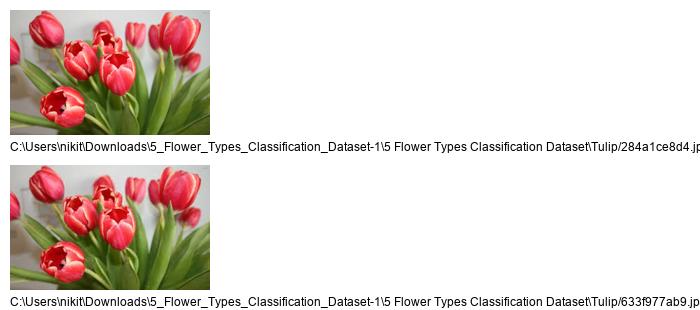 C:\Users\nikit\Downloads\5_Flower_Types_Classification_Dataset-1\5 Flower Types Classification Dataset\Tulip/284a1ce8d4.jp
C:\Users\nikit\Downloads\5_Flower_Types_Classification_Dataset-1\5 Flower Types Classification Dataset\Tulip/633f977ab9.jp